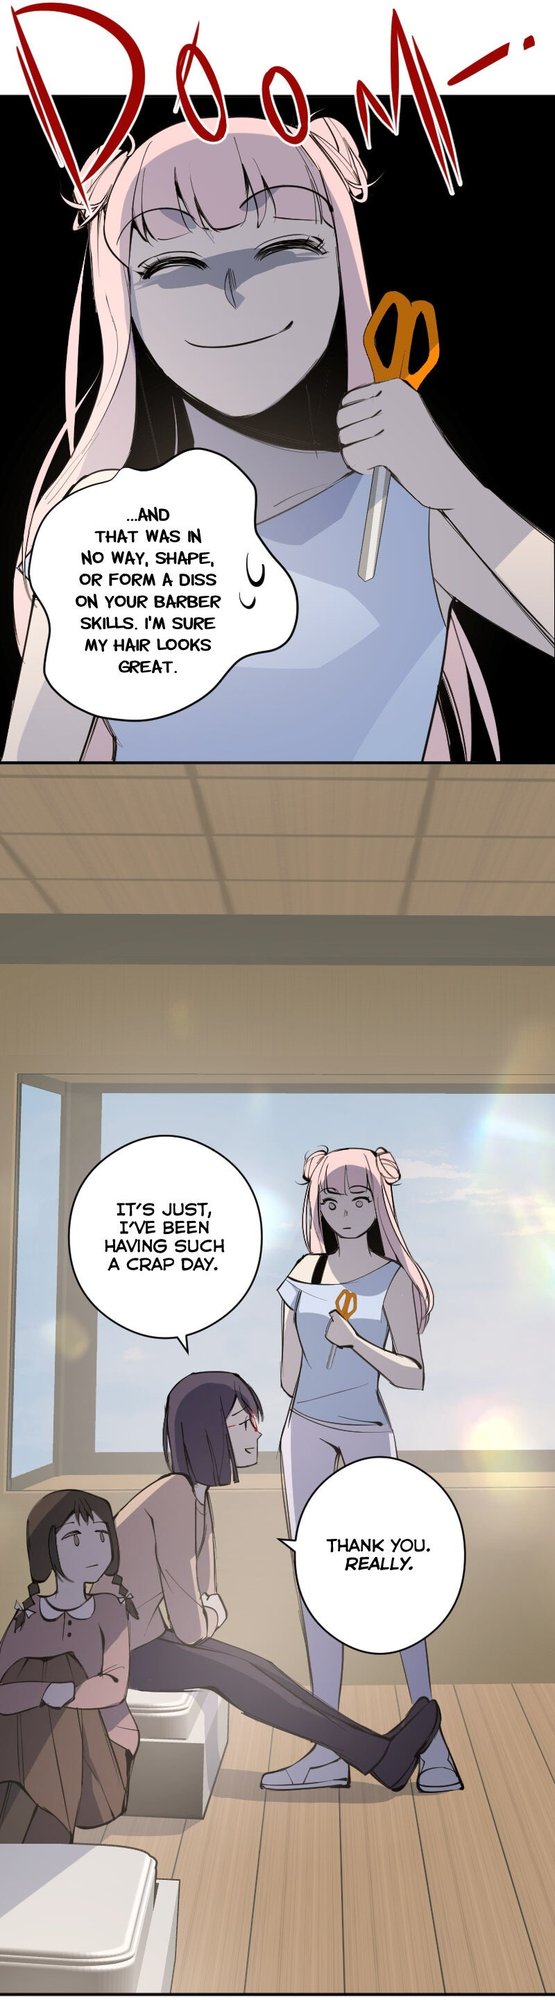 DOOM—.
...AND
THAT WAS IN
NO WAY, SHAPE,
OR FORM A DISS
ON YOUR BARBER
SKILLS. I'M SURE
MY HAIR LOOKS
GREAT.
IT'S JUST,
I'VE BEEN
HAVING SUCH
A CRAP DAY.
THANK YOU.
REALLY.